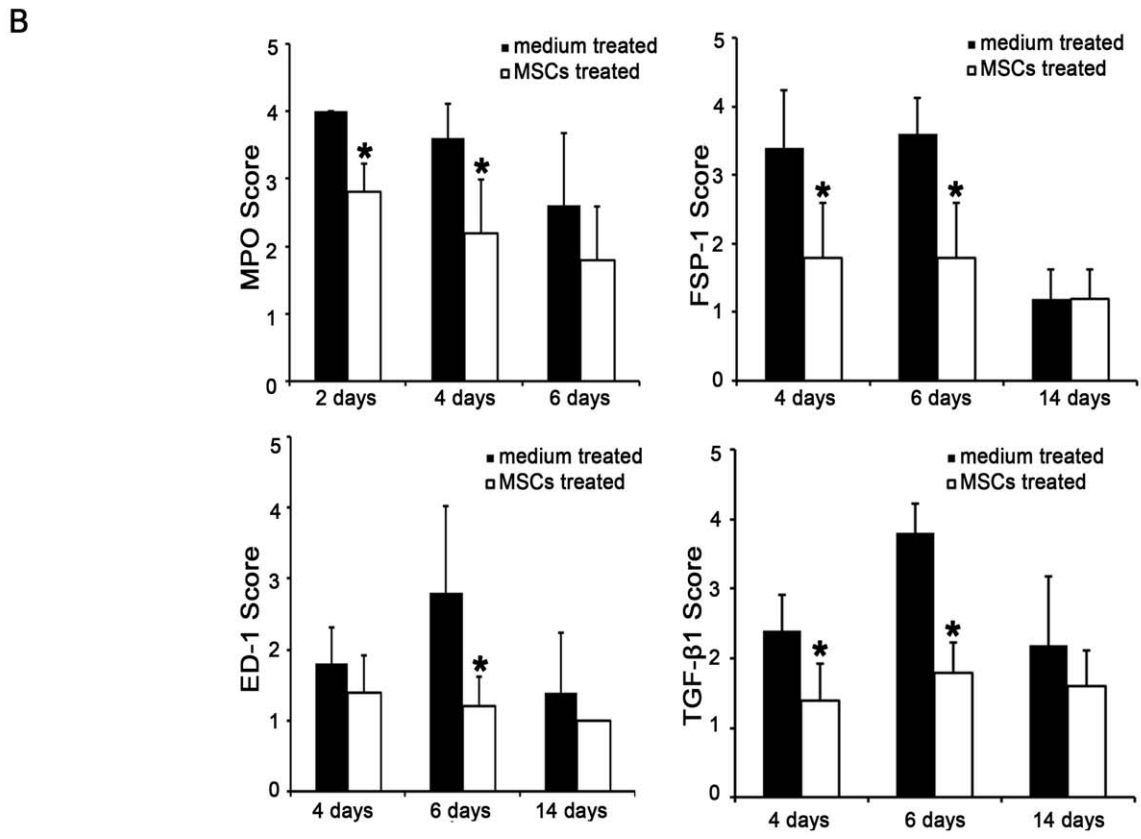 B
5
4
3
2
1
0
MPO Score
■ medium treated
□ MSCs treated
*
*
2 days
4 days
6 days
5
4
3
2
1
0
FSP-1 Score
■ medium treated
□ MSCs treated
*
*
4 days
6 days
14 days
5
4
3
2
1
0
ED-1 Score
■ medium treated
□ MSCs treated
*
4 days
6 days
14 days
5
4
3
2
1
0
TGF-β1 Score
■ medium treated
□ MSCs treated
*
*
4 days
6 days
14 days